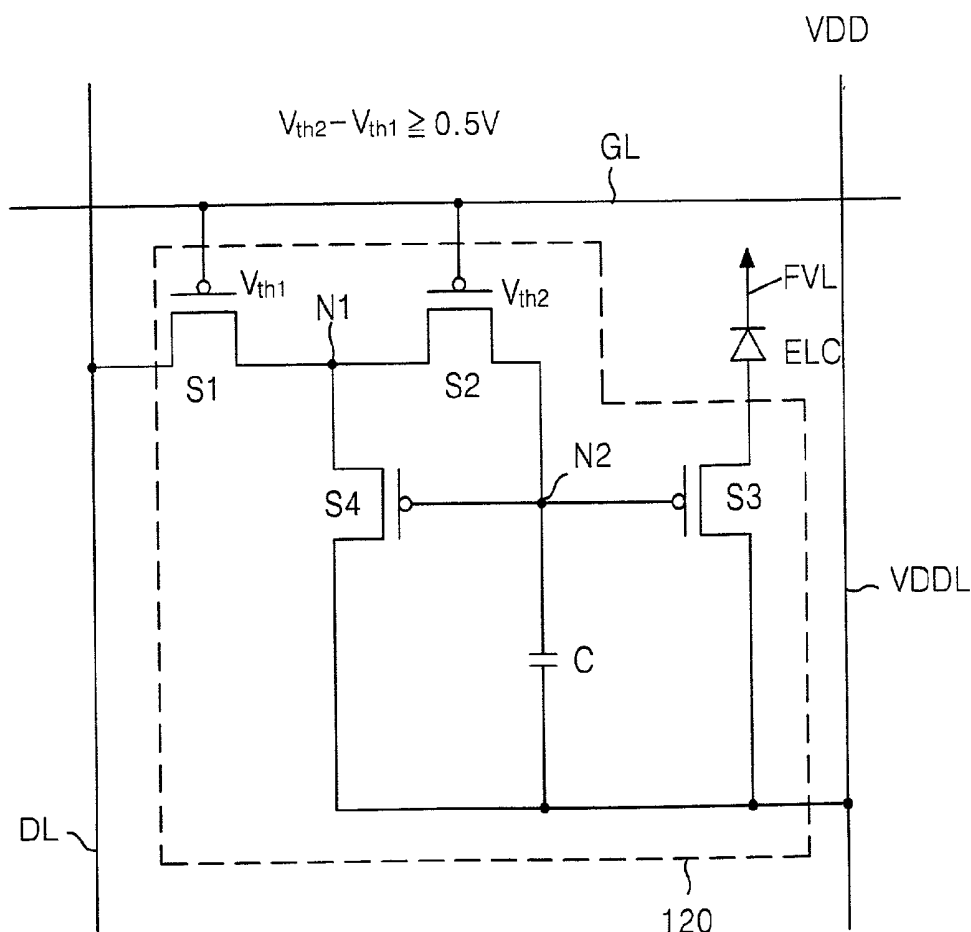 VDD
Vth2–Vth1 ≧ 0.5V
GL
Vth1
N1
Vth2
FVL
ELC
S1
S2
N2
S4
S3
VDDL
C
DL
120